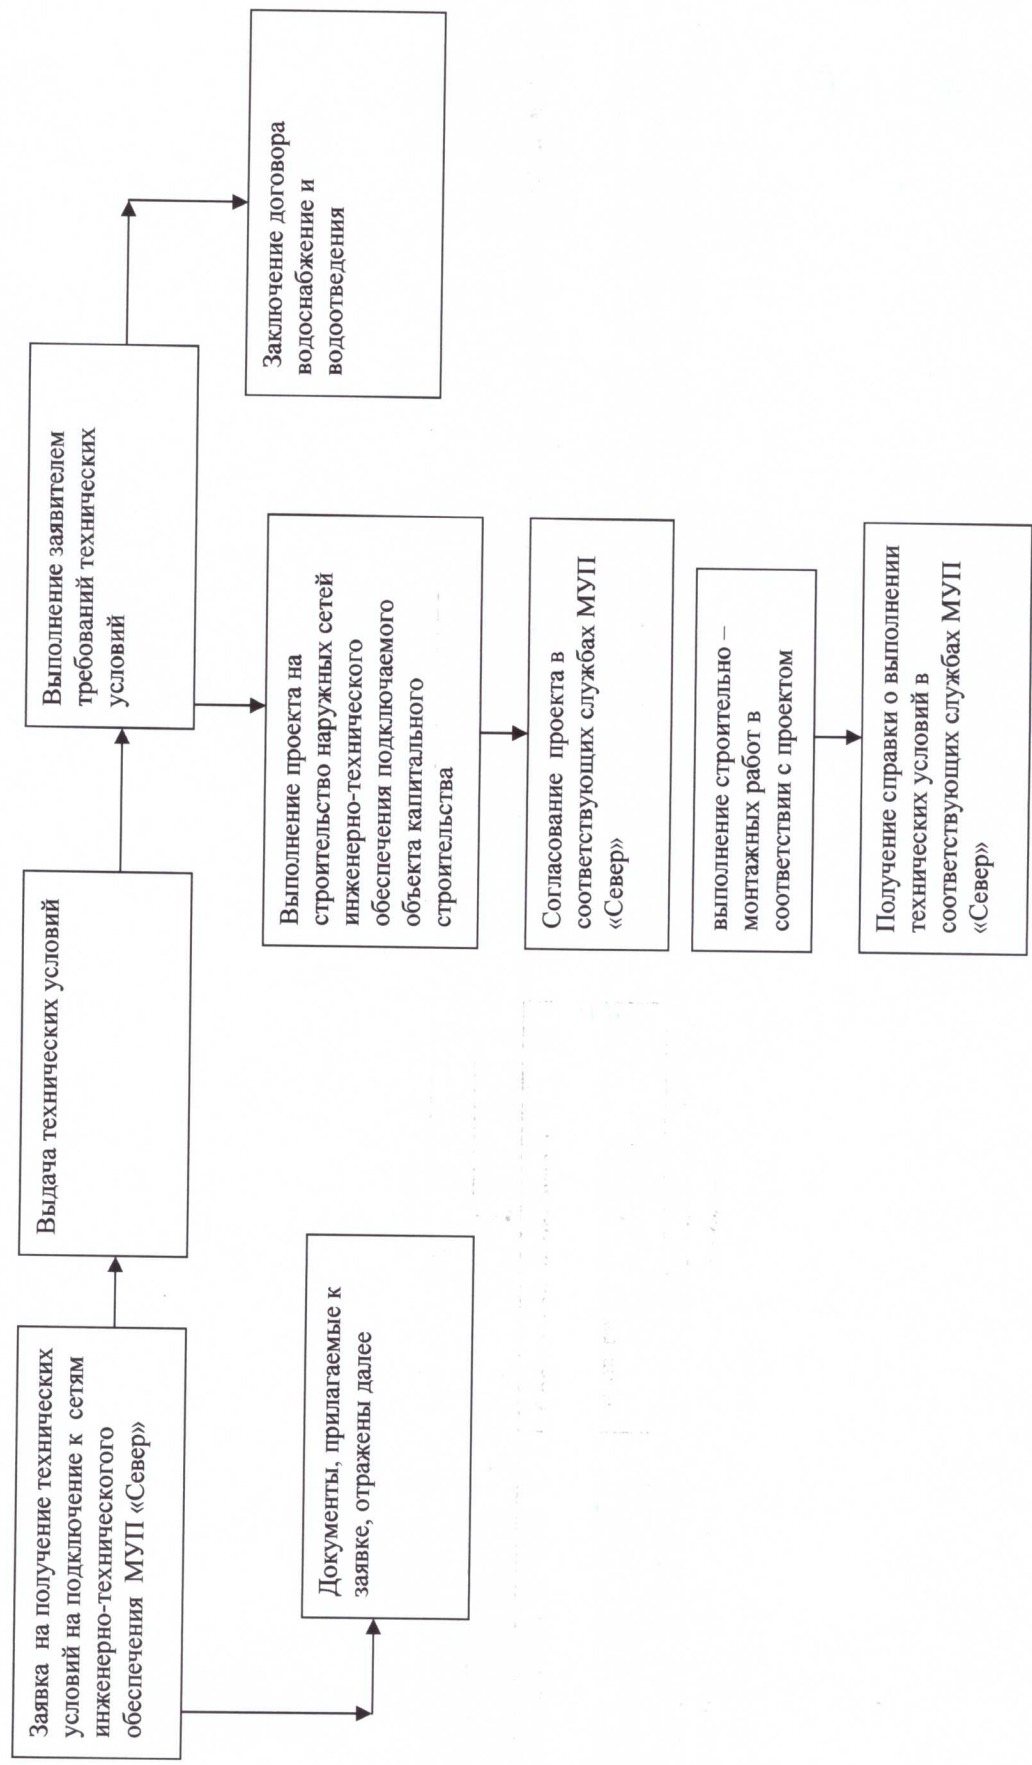 Заявка на получение технических
условий на подключение к сетям
инженерно-технического
обеспечения МУП «Север»
Документы, прилагаемые к
заявке, отражены далее
Выдача технических условий
Выполнение заявителем
требований технических
условий
Выполнение проекта на
строительство наружных сетей
инженерно-технического
обеспечения подключаемого
объекта капитального
строительства
Согласование проекта в
соответствующих службах МУП
«Север»
выполнение строительно –
монтажных работ в
соответствии с проектом
Получение справки о выполнении
технических условий в
соответствующих службах МУП
«Север»
Заключение договора
водоснабжение и
водоотведения